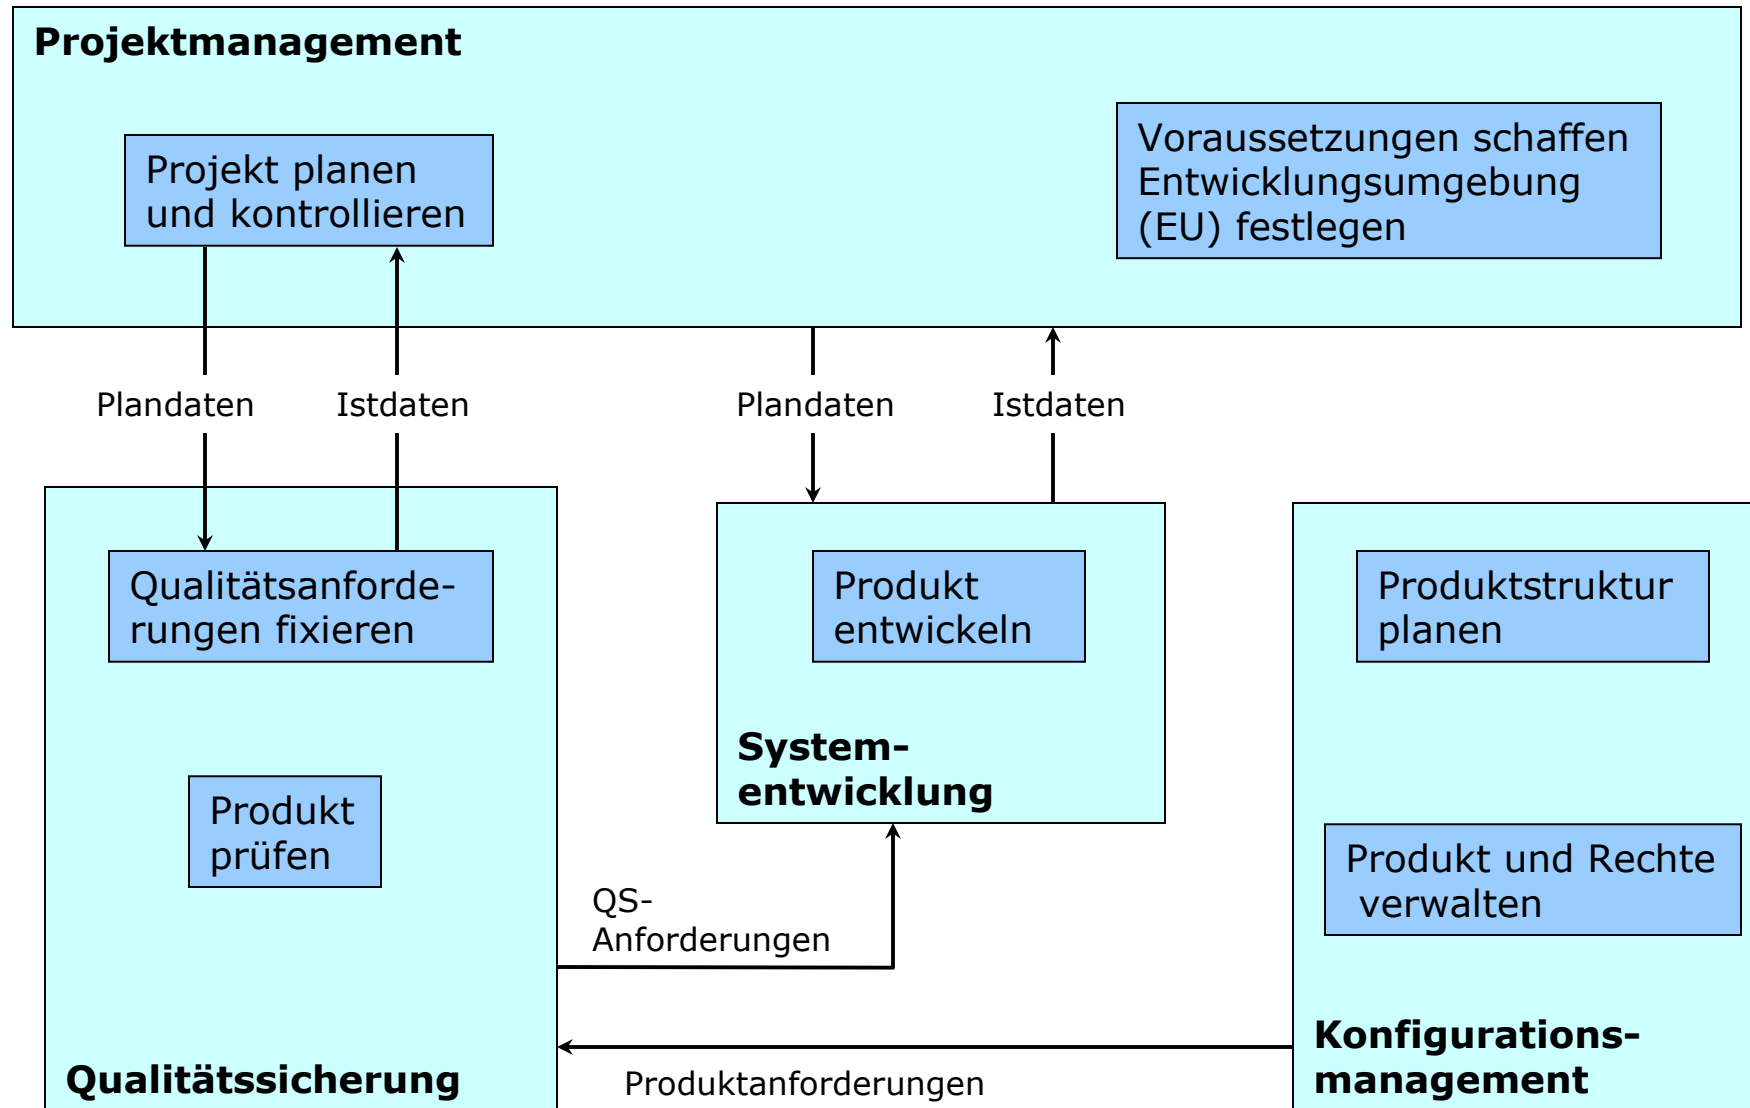 Projektmanagement
Projekt planen
und kontrollieren
Voraussetzungen schaffen
Entwicklungsumgebung
(EU) festlegen
Plandaten
Istdaten
Plandaten
Istdaten
Qualitätsanforde-
rungen fixieren
Produkt
entwickeln
Produktstruktur
planen
System-
entwicklung
Produkt
prüfen
Produkt und Rechte
verwalten
QS-
Anforderungen
Konfigurations-
management
Qualitätssicherung
Produktanforderungen